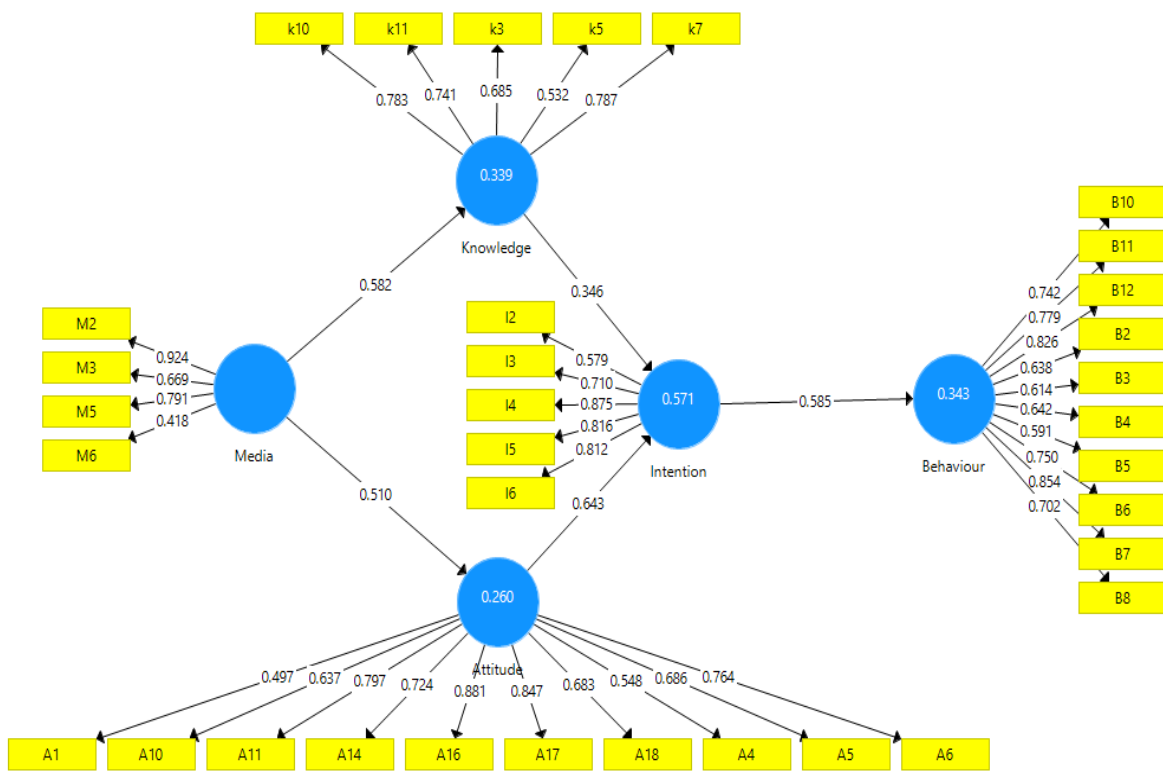 k10 k11 k3 k5 k7
0.783 0.741 0.685 0.532 0.787
0.339
Knowledge
0.582
0.346
M2
M3
M5
M6
0.924
0.669
0.791
0.418
Media
0.510
I2
I3
I4
I5
I6
0.579
0.710
0.875
0.816
0.812
0.571
Intention
0.643
0.585
0.343
Behaviour
0.742
0.779
0.826
0.638
0.614
0.642
0.591
0.750
0.854
0.702
B10
B11
B12
B2
B3
B4
B5
B6
B7
B8
0.260
Attitude
0.497 0.637 0.797 0.724 0.881 0.847 0.683 0.548 0.686 0.764
A1 A10 A11 A14 A16 A17 A18 A4 A5 A6